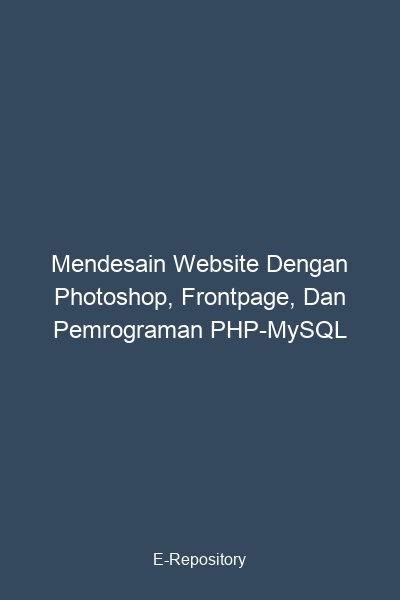 Mendesain Website Dengan
Photoshop, Frontpage, Dan
Pemrograman PHP-MySQL
E-Repository